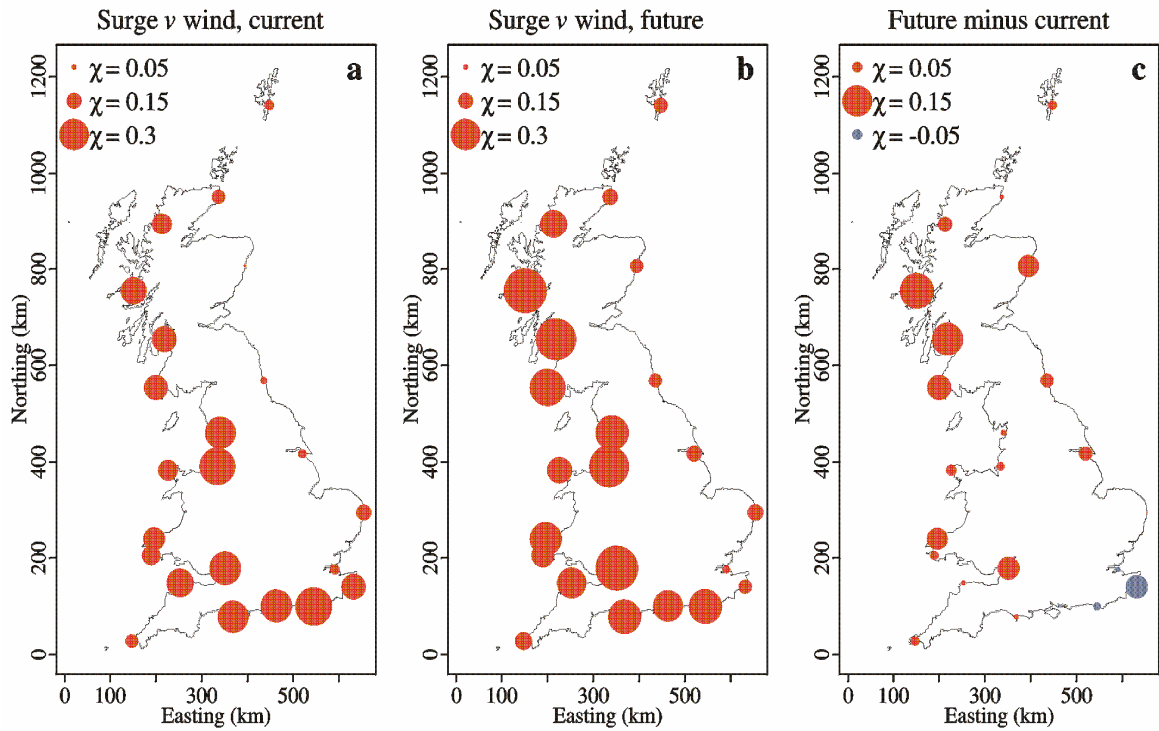 Surge v wind, current
Surge v wind, future
Future minus current
a
χ = 0.05
χ = 0.15
χ = 0.3
b
χ = 0.05
χ = 0.15
χ = 0.3
c
χ = 0.05
χ = 0.15
χ = -0.05
Northing (km)
0 200 400 600 800 1000 1200
Northing (km)
0 200 400 600 800 1000 1200
Northing (km)
0 200 400 600 800 1000 1200
0 100 300 500
0 100 300 500
0 100 300 500
Easting (km)
Easting (km)
Easting (km)